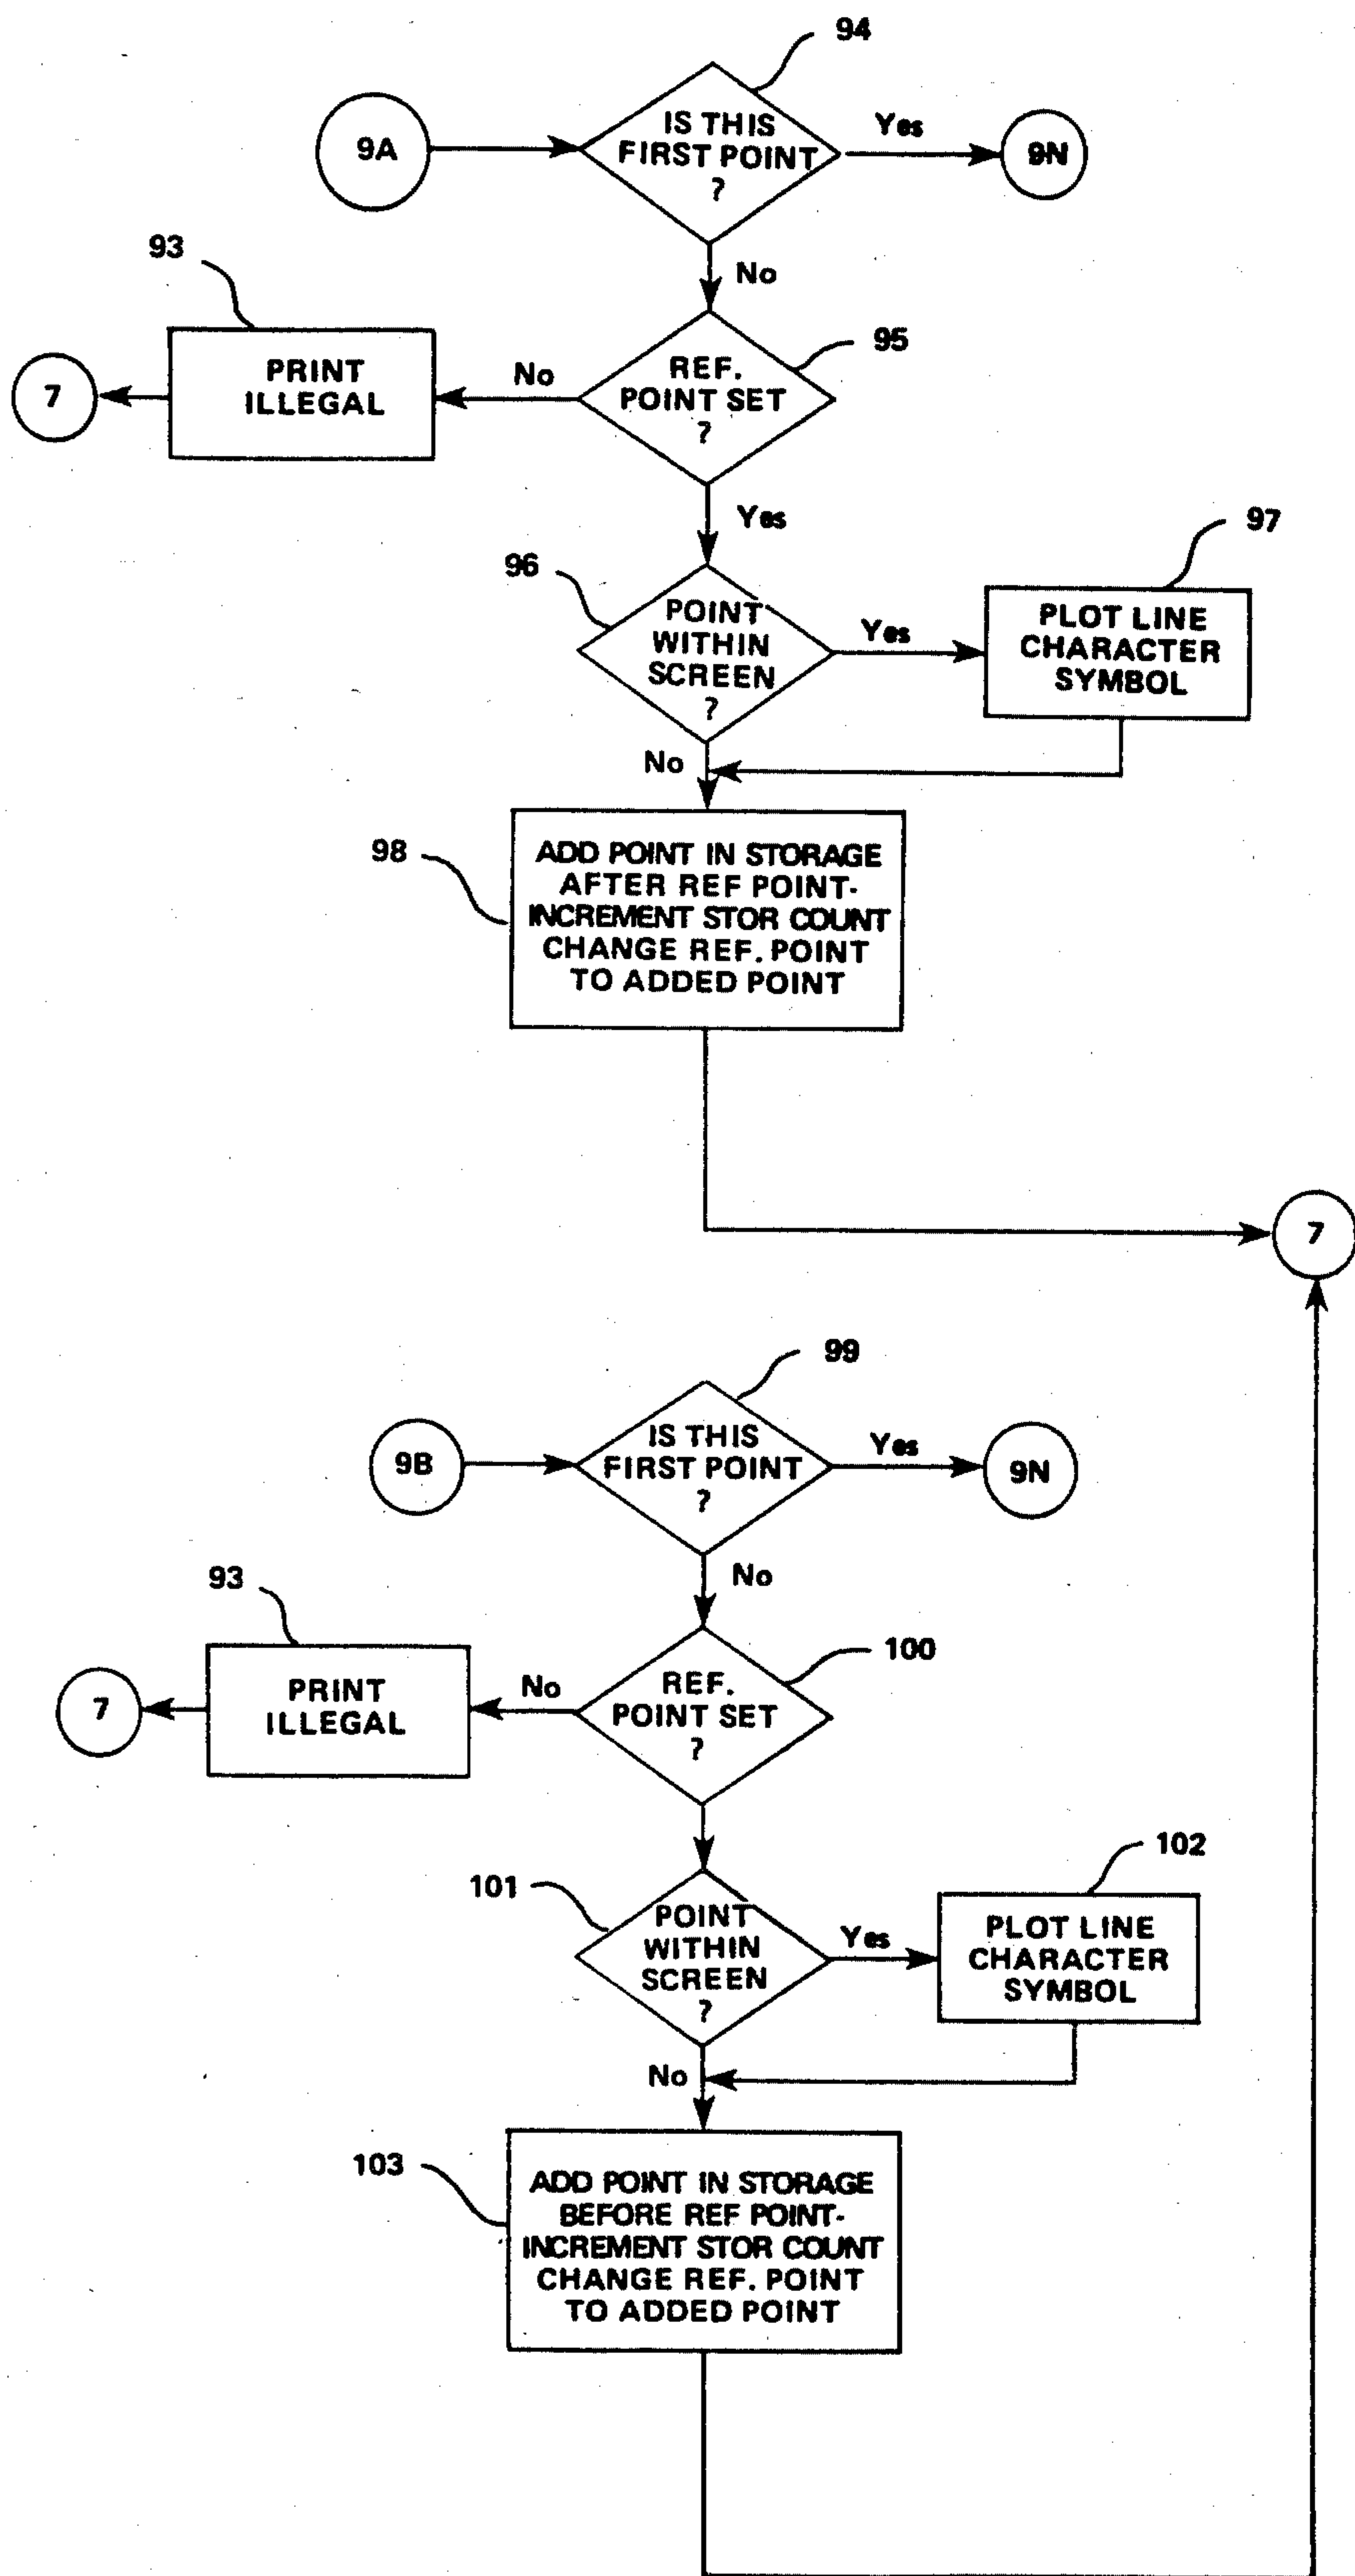 94
9A
IS THIS
FIRST POINT
?
Yes
9N
No
93
PRINT
ILLEGAL
7
No
REF.
POINT SET
?
95
Yes
96
POINT
WITHIN
SCREEN
?
Yes
97
PLOT LINE
CHARACTER
SYMBOL
No
98
ADD POINT IN STORAGE
AFTER REF POINT-
INCREMENT STOR COUNT
CHANGE REF. POINT
TO ADDED POINT
7
99
9B
IS THIS
FIRST POINT
?
Yes
9N
No
93
PRINT
ILLEGAL
7
No
REF.
POINT SET
?
100
101
POINT
WITHIN
SCREEN
?
Yes
102
PLOT LINE
CHARACTER
SYMBOL
No
103
ADD POINT IN STORAGE
BEFORE REF POINT-
INCREMENT STOR COUNT
CHANGE REF. POINT
TO ADDED POINT